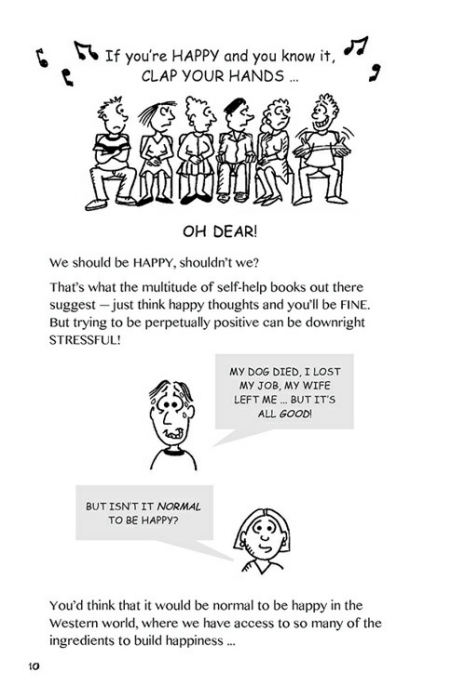 If you're HAPPY and you know it,
CLAP YOUR HANDS ...
OH DEAR!
We should be HAPPY, shouldn't we?
That's what the multitude of self-help books out there
suggest — just think happy thoughts and you'll be FINE.
But trying to be perpetually positive can be downright
STRESSFUL!
MY DOG DIED, I LOST
MY JOB, MY WIFE
LEFT ME ... BUT IT'S
ALL GOOD!
BUT ISN'T IT NORMAL
TO BE HAPPY?
You'd think that it would be normal to be happy in the
Western world, where we have access to so many of the
ingredients to build happiness ...
10